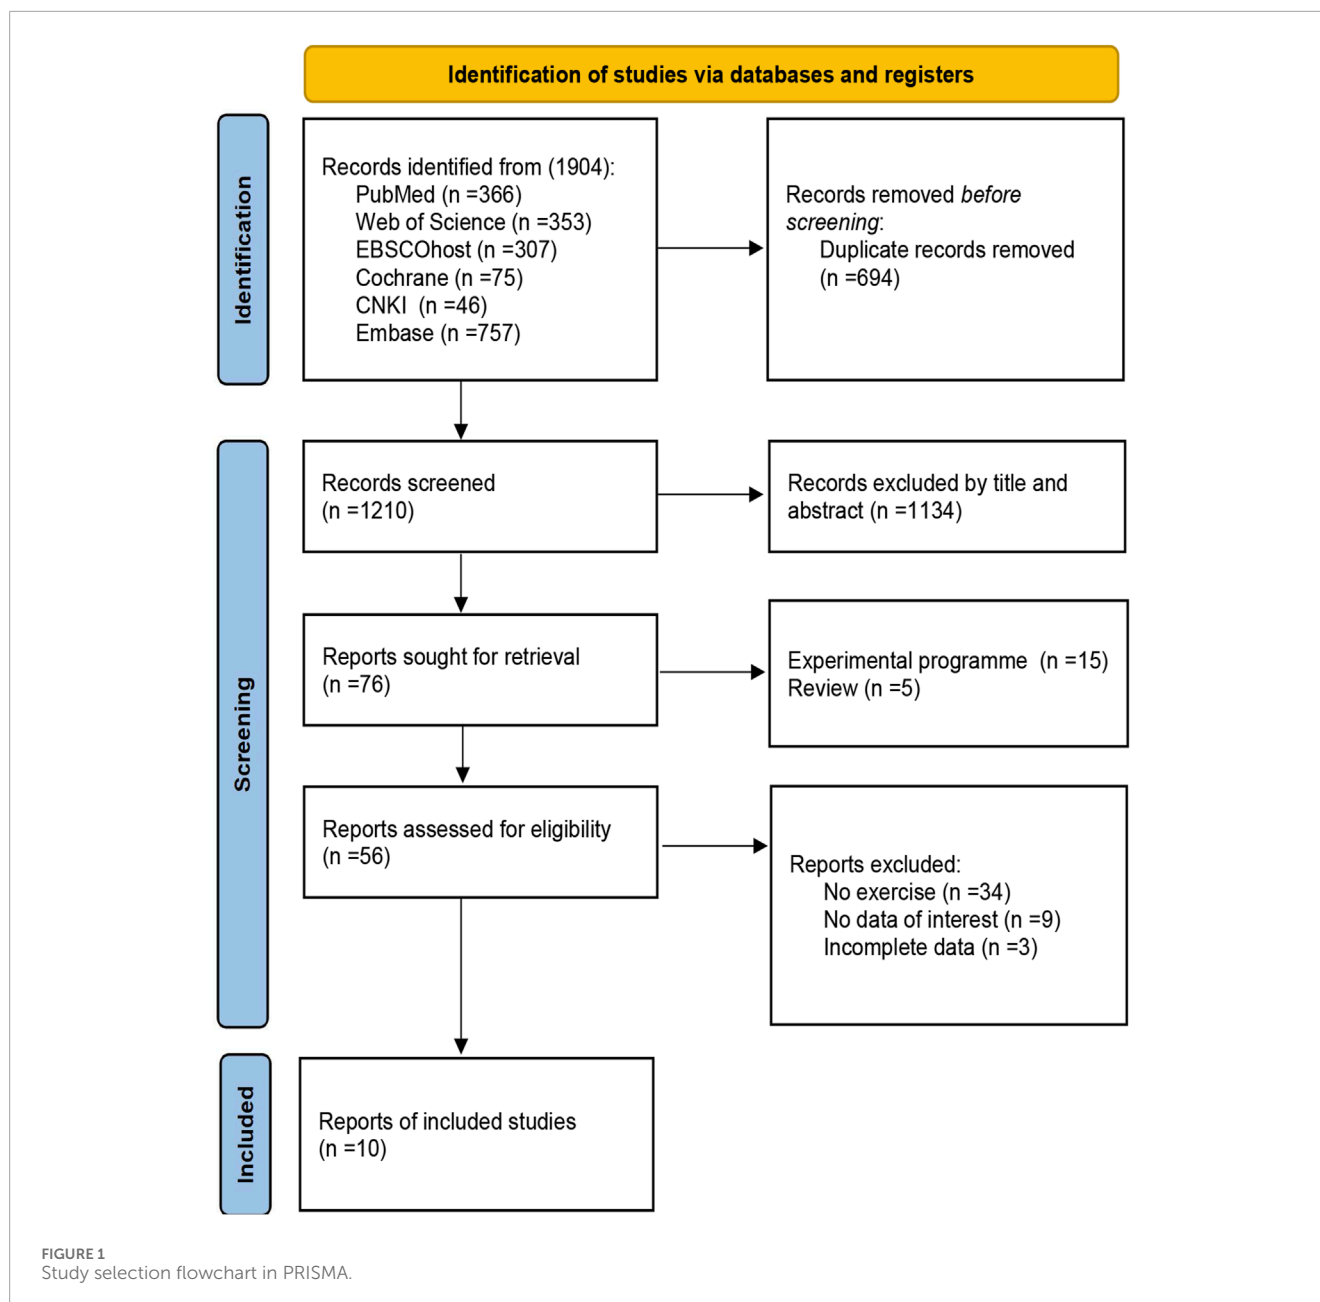 Identification of studies via databases and registers
Identification
Records identified from (1904):
PubMed (n =366)
Web of Science (n =353)
EBSCOhost (n =307)
Cochrane (n =75)
CNKI (n =46)
Embase (n =757)
Records removed before
screening:
Duplicate records removed
(n =694)
Screening
Records screened
(n =1210)
Records excluded by title and
abstract (n =1134)
Reports sought for retrieval
(n =76)
Experimental programme (n =15)
Review (n =5)
Reports assessed for eligibility
(n =56)
Reports excluded:
No exercise (n =34)
No data of interest (n =9)
Incomplete data (n =3)
Included
Reports of included studies
(n =10)
FIGURE 1
Study selection flowchart in PRISMA.